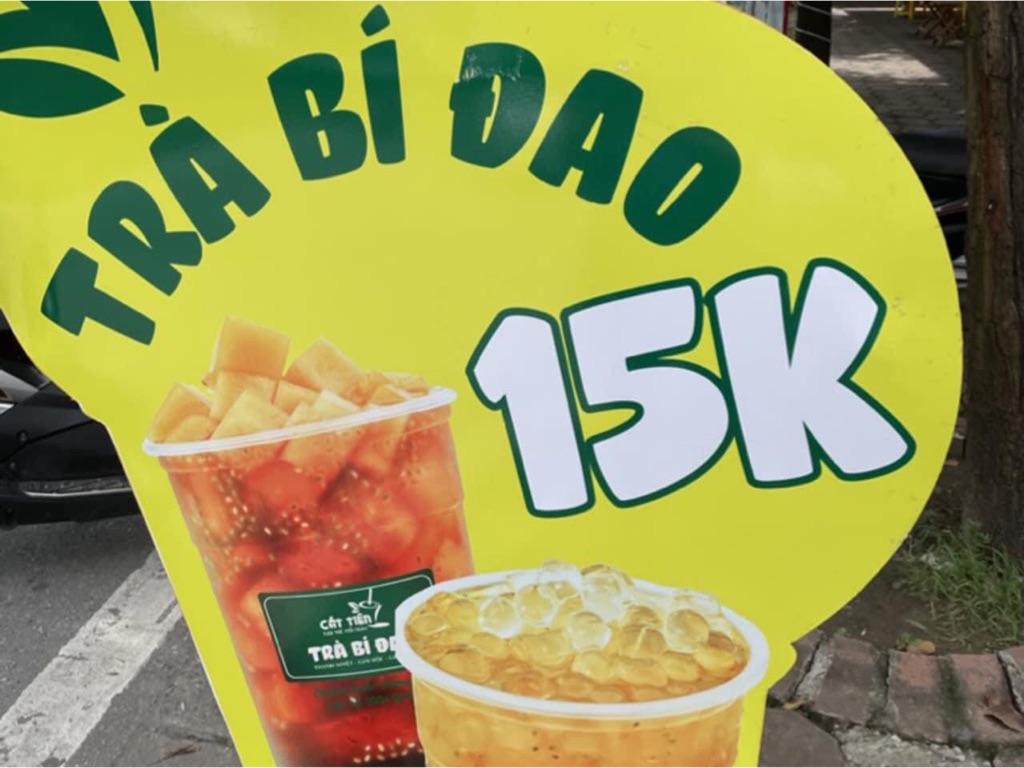 TRÀ BÍ ĐAO
15K
CÁT TIÊN
TRÀ BÍ ĐA